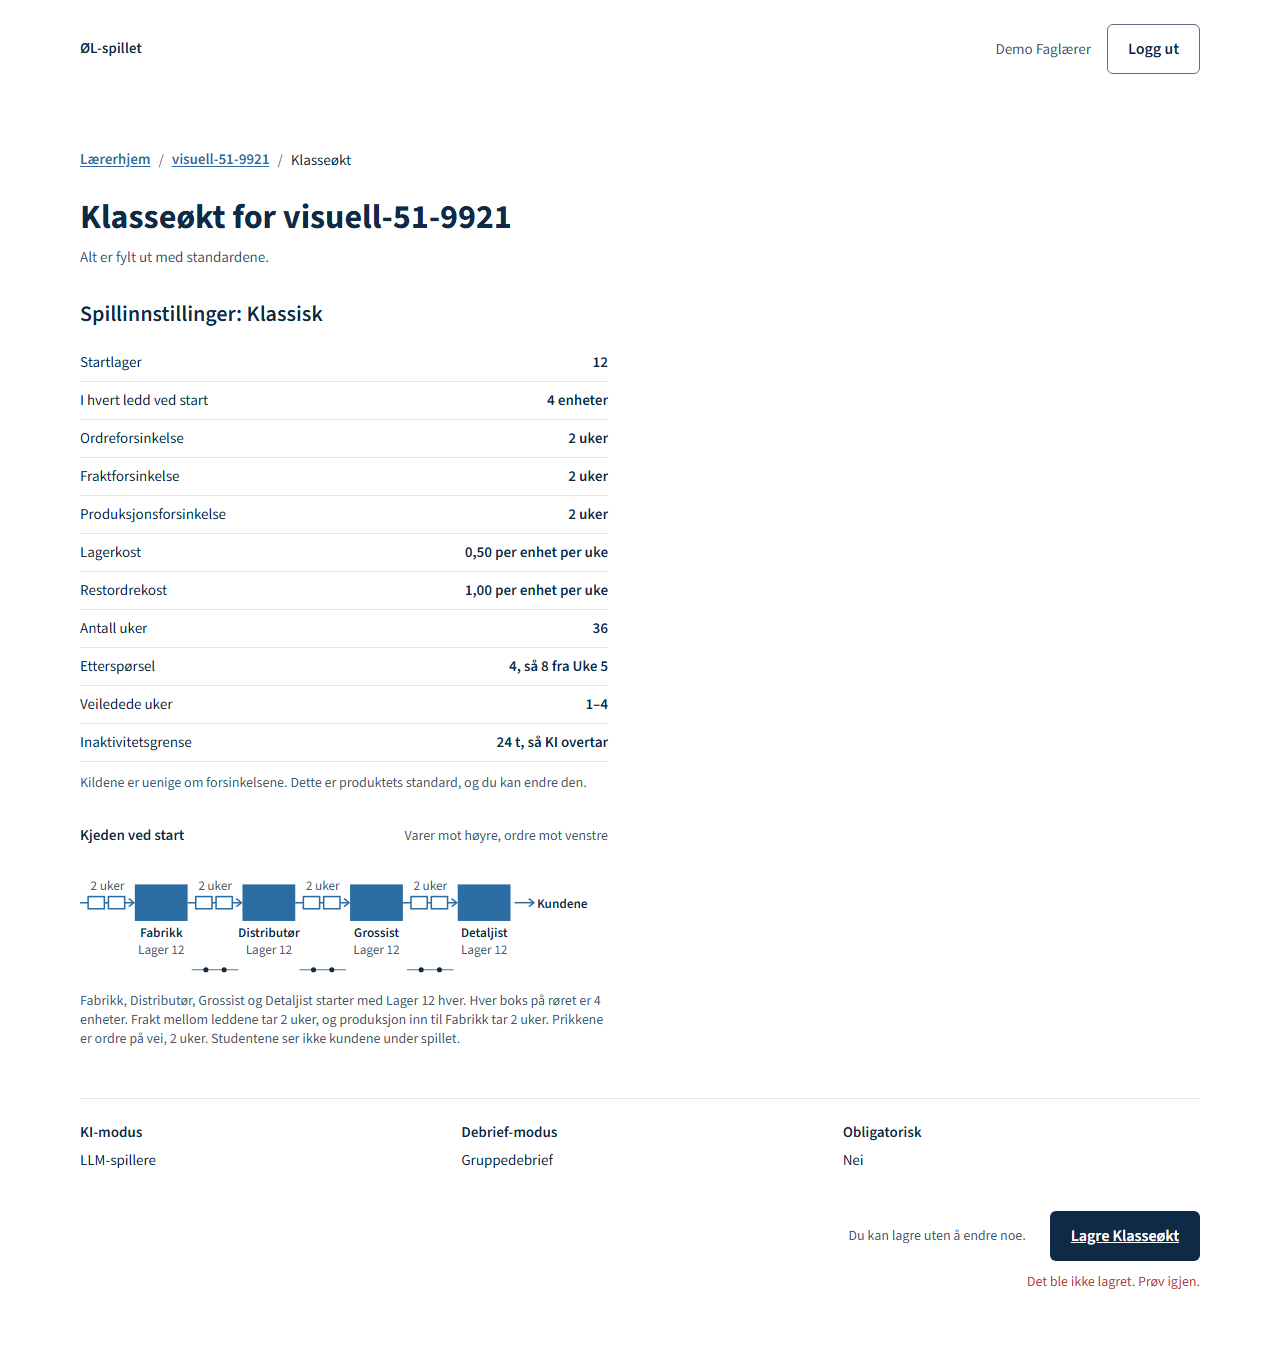 ØL-spillet
Demo Faglærer
Logg ut
Lærerhjem / visuell-51-9921 / Klasseøkt
Klasseøkt for visuell-51-9921
Alt er fylt ut med standardene.
Spillinnstillinger: Klassisk
Startlager 12
I hvert ledd ved start 4 enheter
Ordreforsinkelse 2 uker
Fraktforsinkelse 2 uker
Produksjonsforsinkelse 2 uker
Lagerkost 0,50 per enhet per uke
Restordrekost 1,00 per enhet per uke
Antall uker 36
Etterspørsel 4, så 8 fra Uke 5
Veiledede uker 1–4
Inaktivitetsgrense 24 t, så KI overtar
Kildene er uenige om forsinkelsene. Dette er produktets standard, og du kan endre den.
Kjeden ved start Varer mot høyre, ordre mot venstre
2 uker 2 uker 2 uker 2 uker
Kundene
Fabrikk Distributør Grossist Detaljist
Lager 12 Lager 12 Lager 12 Lager 12
Fabrikk, Distributør, Grossist og Detaljist starter med Lager 12 hver. Hver boks på røret er 4
enheter. Frakt mellom leddene tar 2 uker, og produksjon inn til Fabrikk tar 2 uker. Prikkene
er ordre på vei, 2 uker. Studentene ser ikke kundene under spillet.
KI-modus Debrief-modus Obligatorisk
LLM-spillere Gruppedebrief Nei
Du kan lagre uten å endre noe. Lagre Klasseøkt
Det ble ikke lagret. Prøv igjen.